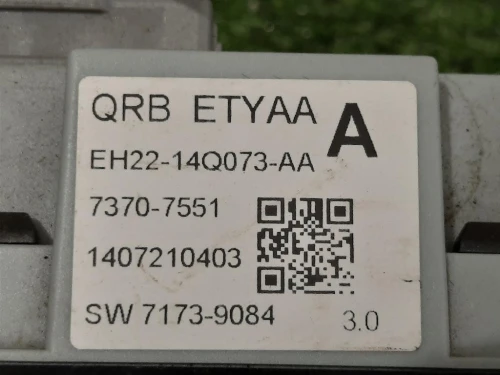 QRB ETYAA A
EH22-14Q073-AA
7370-7551
1407210403
SW 7173-9084 3.0